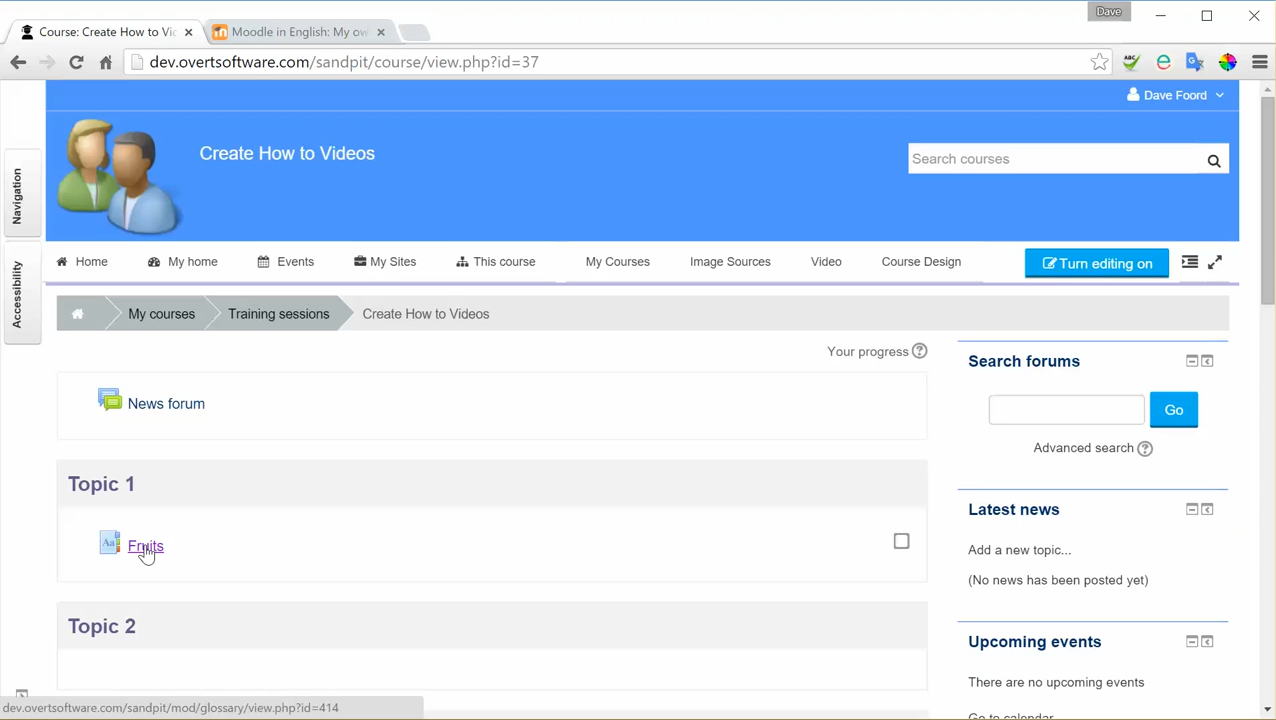 Dave
Course: Create How to Vi
Moodle in English: My o
dev.overtsoftware.com/sandpit/course/view.php?id=37
ABC
e
Dave Foord
Create How to Videos
Search courses
Navigation
Accessibility
Home
My home
Events
My Sites
This course
My Courses
Image Sources
Video
Course Design
Turn editing on
My courses
Training sessions
Create How to Videos
Your progress ?
News forum
Topic 1
Aa
Fruits
Topic 2
Search forums
Go
Advanced search ?
Latest news
Add a new topic...
(No news has been posted yet)
Upcoming events
There are no upcoming events
Go to calendar
dev.overtsoftware.com/sandpit/mod/glossary/view.php?id=414